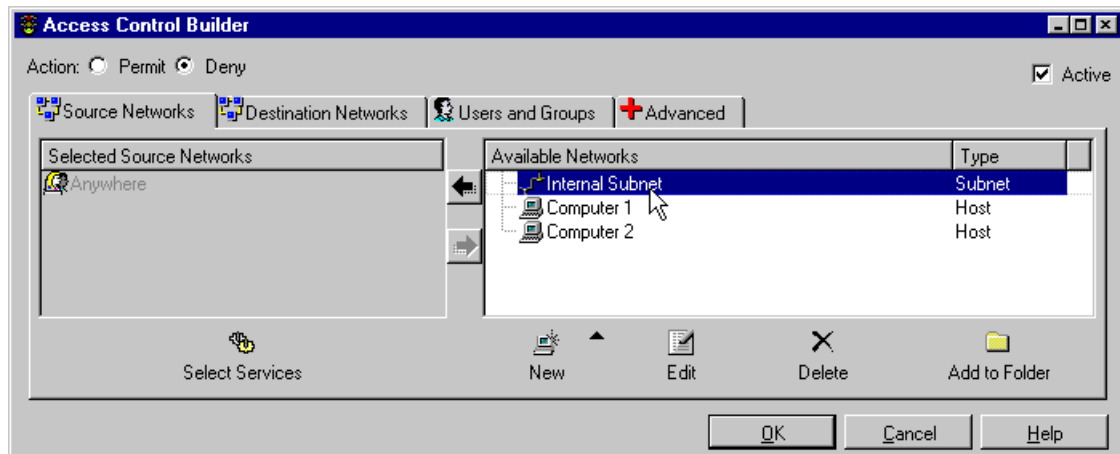 Access Control Builder
Action: Permit Deny Active
Source Networks Destination Networks Users and Groups Advanced
Selected Source Networks Available Networks Type
Anywhere Internal Subnet Subnet
Computer 1 Host
Computer 2 Host
Select Services New Edit Delete Add to Folder
OK Cancel Help